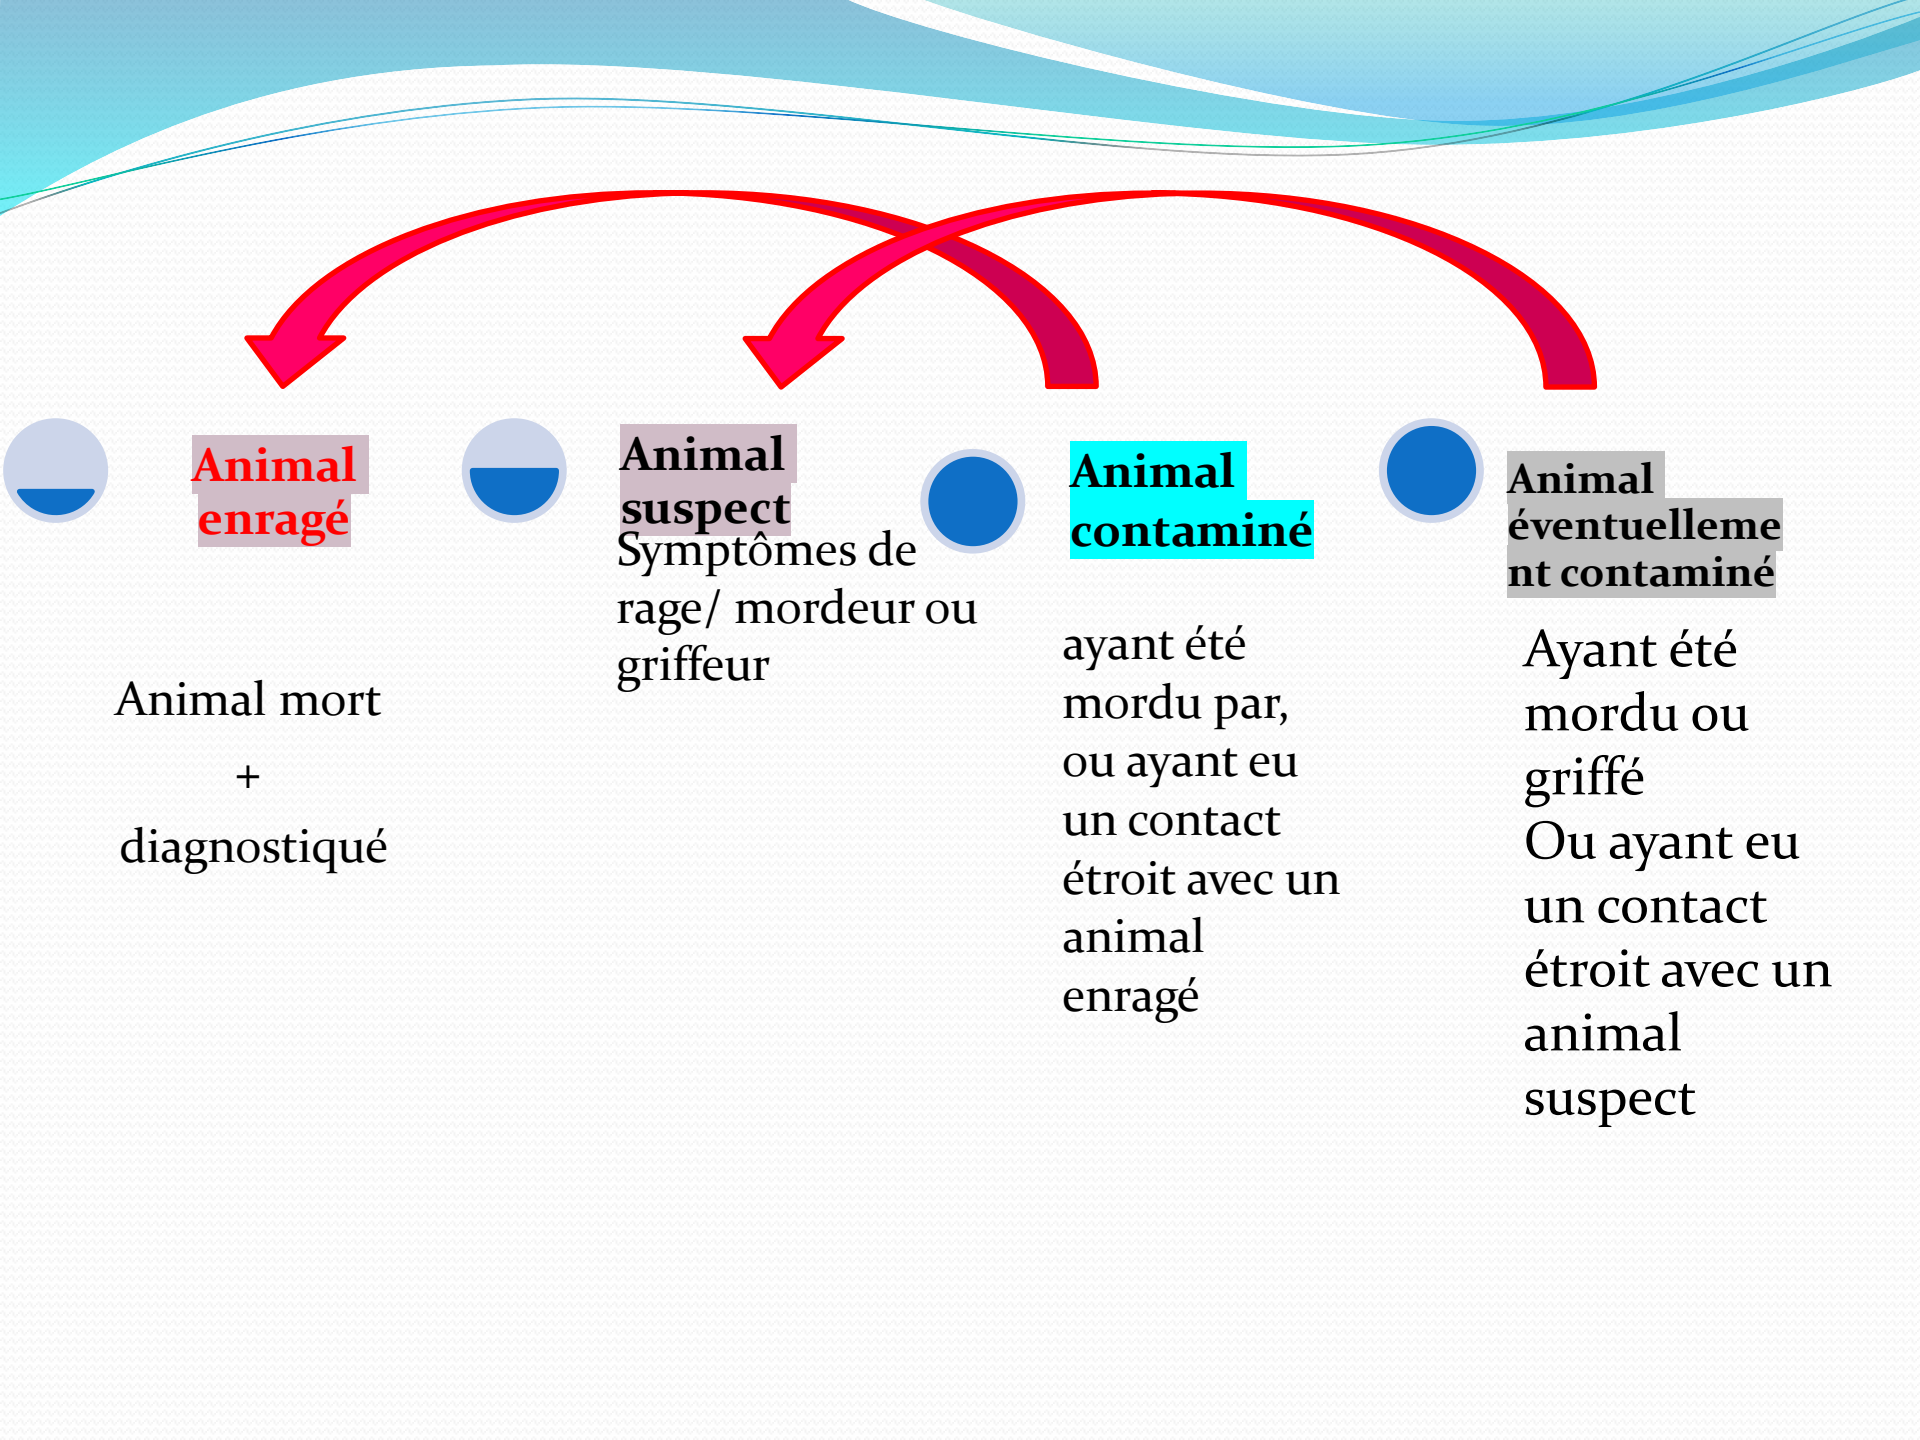 Animal
enragé
Animal mort
+
diagnostiqué
Animal
suspect
Symptômes de
rage/ mordeur ou
griffeur
Animal
contaminé
ayant été
mordu par,
ou ayant eu
un contact
étroit avec un
animal
enragé
Animal
éventuelleme
nt contaminé
Ayant été
mordu ou
griffé
Ou ayant eu
un contact
étroit avec un
animal
suspect